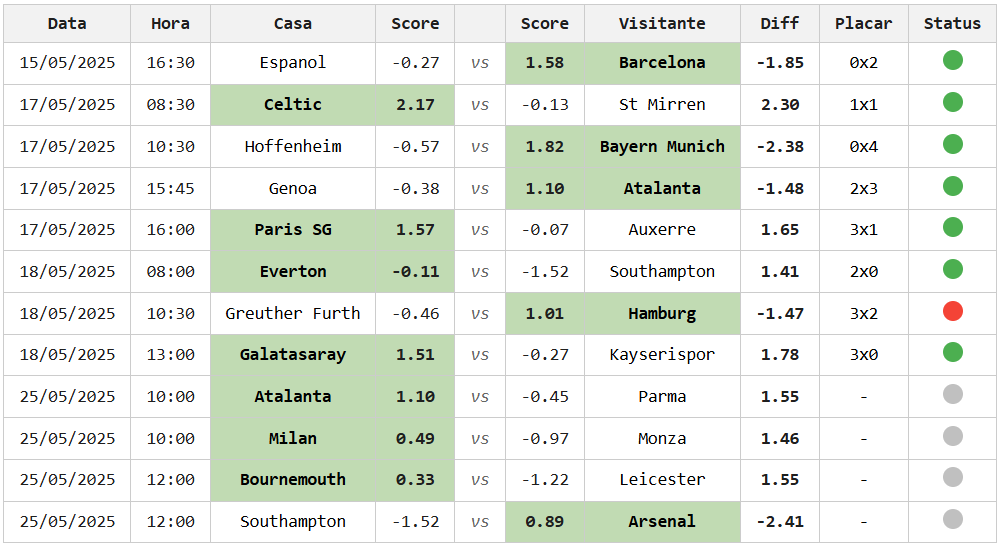 Data Hora Casa Score Score Visitante Diff Placar Status
15/05/2025 16:30 Espanol -0.27 vs 1.58 Barcelona -1.85 0x2
17/05/2025 08:30 Celtic 2.17 vs -0.13 St Mirren 2.30 1x1
17/05/2025 10:30 Hoffenheim -0.57 vs 1.82 Bayern Munich -2.38 0x4
17/05/2025 15:45 Genoa -0.38 vs 1.10 Atalanta -1.48 2x3
17/05/2025 16:00 Paris SG 1.57 vs -0.07 Auxerre 1.65 3x1
18/05/2025 08:00 Everton -0.11 vs -1.52 Southampton 1.41 2x0
18/05/2025 10:30 Greuther Furth -0.46 vs 1.01 Hamburg -1.47 3x2
18/05/2025 13:00 Galatasaray 1.51 vs -0.27 Kayserispor 1.78 3x0
25/05/2025 10:00 Atalanta 1.10 vs -0.45 Parma 1.55 -
25/05/2025 10:00 Milan 0.49 vs -0.97 Monza 1.46 -
25/05/2025 12:00 Bournemouth 0.33 vs -1.22 Leicester 1.55 -
25/05/2025 12:00 Southampton -1.52 vs 0.89 Arsenal -2.41 -